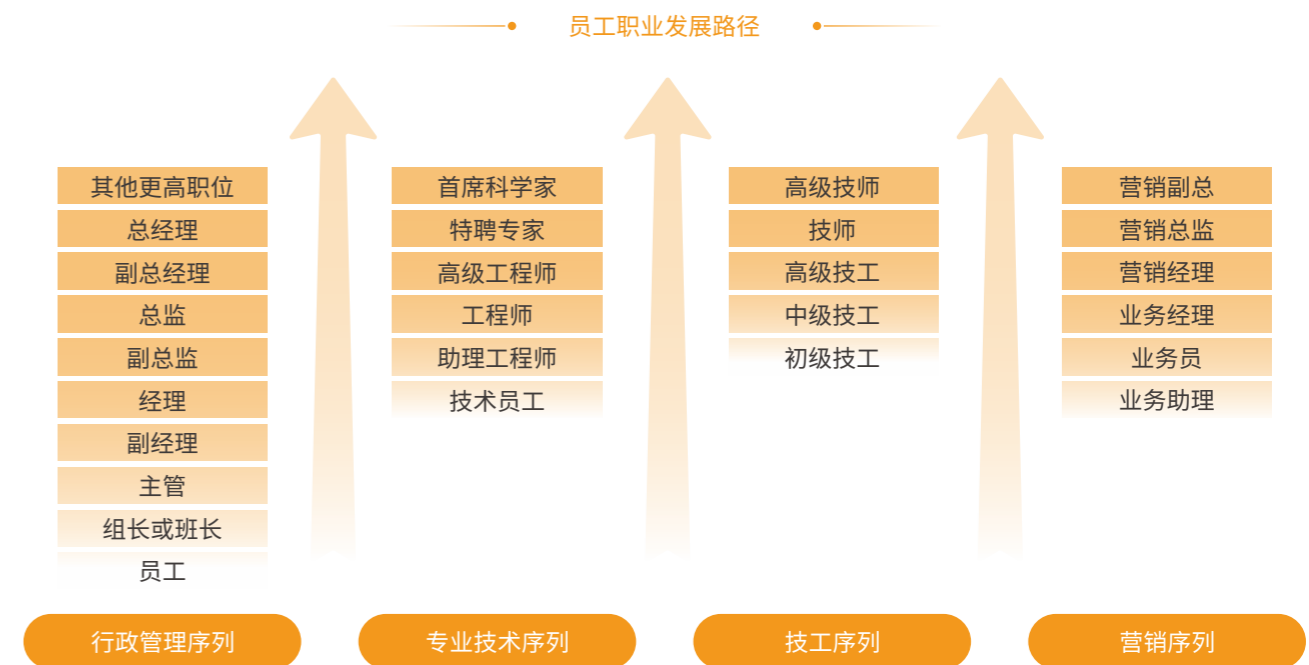 员工职业发展路径
其他更高职位
总经理
副总经理
总监
副总监
经理
副经理
主管
组长或班长
员工
行政管理序列
首席科学家
特聘专家
高级工程师
工程师
助理工程师
技术员工
专业技术序列
高级技师
技师
高级技工
中级技工
初级技工
技工序列
营销副总
营销总监
营销经理
业务经理
业务员
业务助理
营销序列